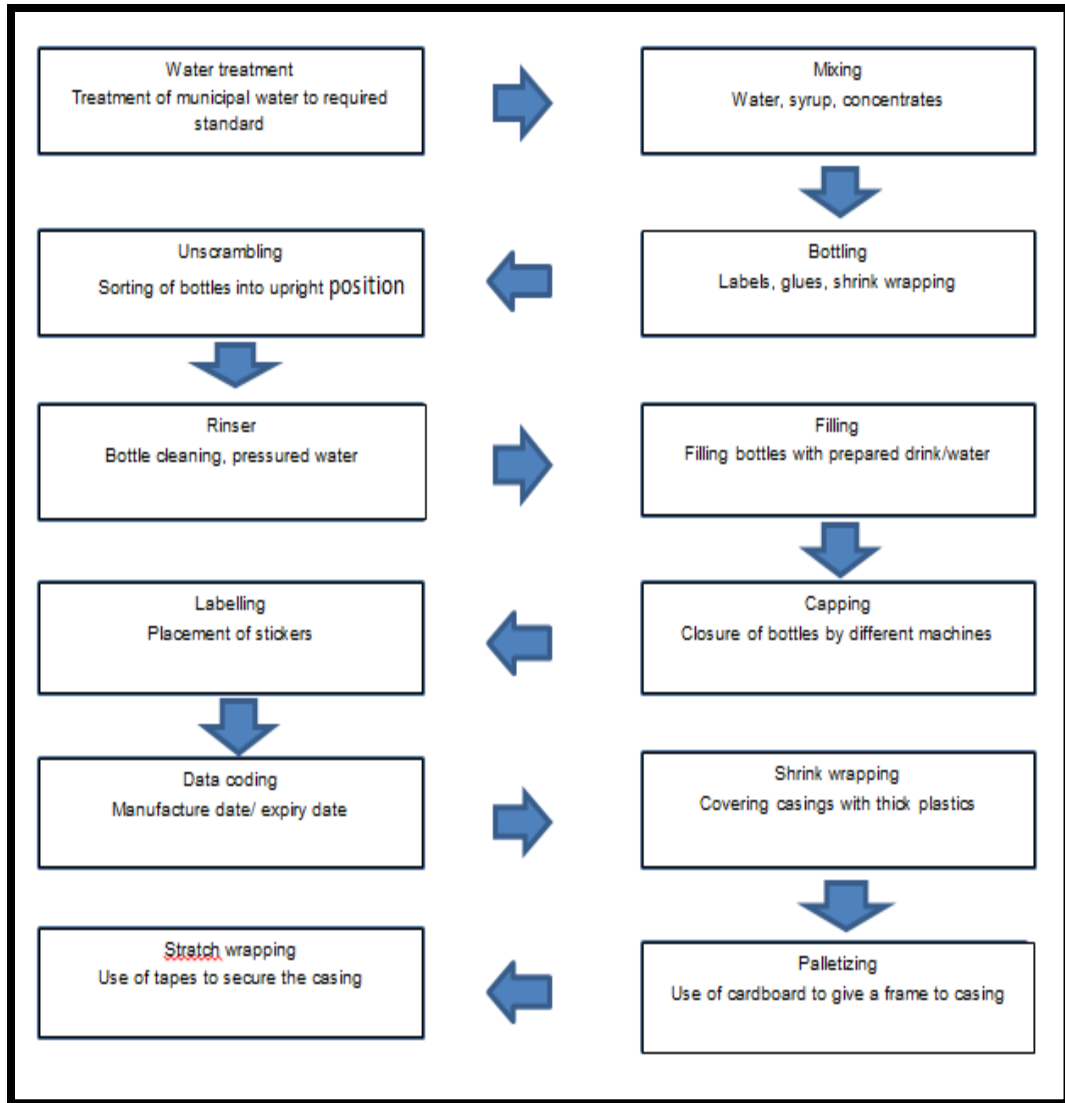 Water treatment
Treatment of municipal water to required
standard
Mixing
Water, syrup, concentrates
Bottling
Labels, glues, shrink wrapping
Unscrambling
Sorting of bottles into upright position
Rinser
Bottle cleaning, pressured water
Filling
Filling bottles with prepared drink/water
Capping
Closure of bottles by different machines
Labelling
Placement of stickers
Data coding
Manufacture date/ expiry date
Shrink wrapping
Covering casings with thick plastics
Palletizing
Use of cardboard to give a frame to casing
Stratch wrapping
Use of tapes to secure the casing